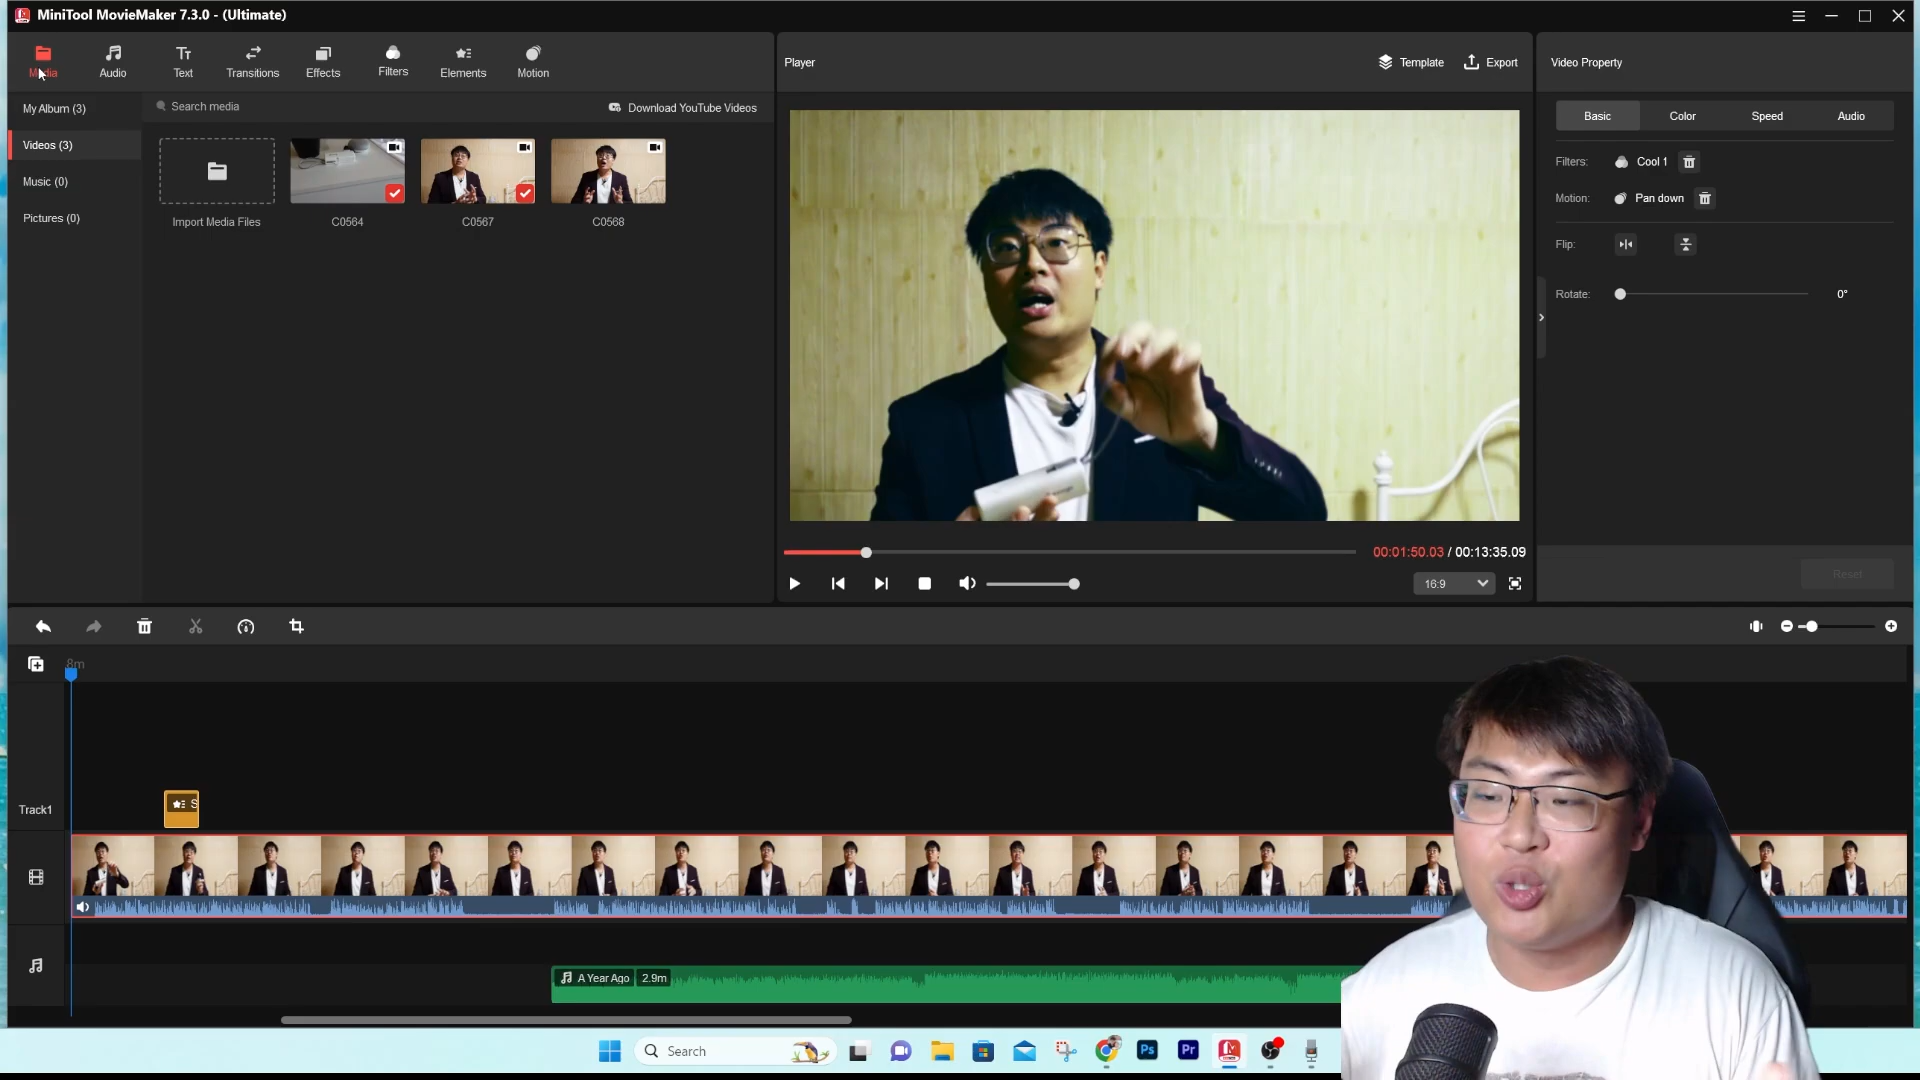 MiniTool MovieMaker 7.3.0 - (Ultimate)
Media
Audio
Text
Transitions
Effects
Filters
Elements
Motion
Player
Template
Export
Video Property
My Album (3)
Videos (3)
Music (0)
Pictures (0)
Search media
Download YouTube Videos
Import Media Files
C0564
C0567
C0568
Basic
Color
Speed
Audio
Filters: Cool 1
Motion: Pan down
Flip:
Rotate: 0°
00:01:50.03 / 00:13:35.09
16:9
Reset
8m
Track1
S
A Year Ago 2.9m
Search
Ps
Pr